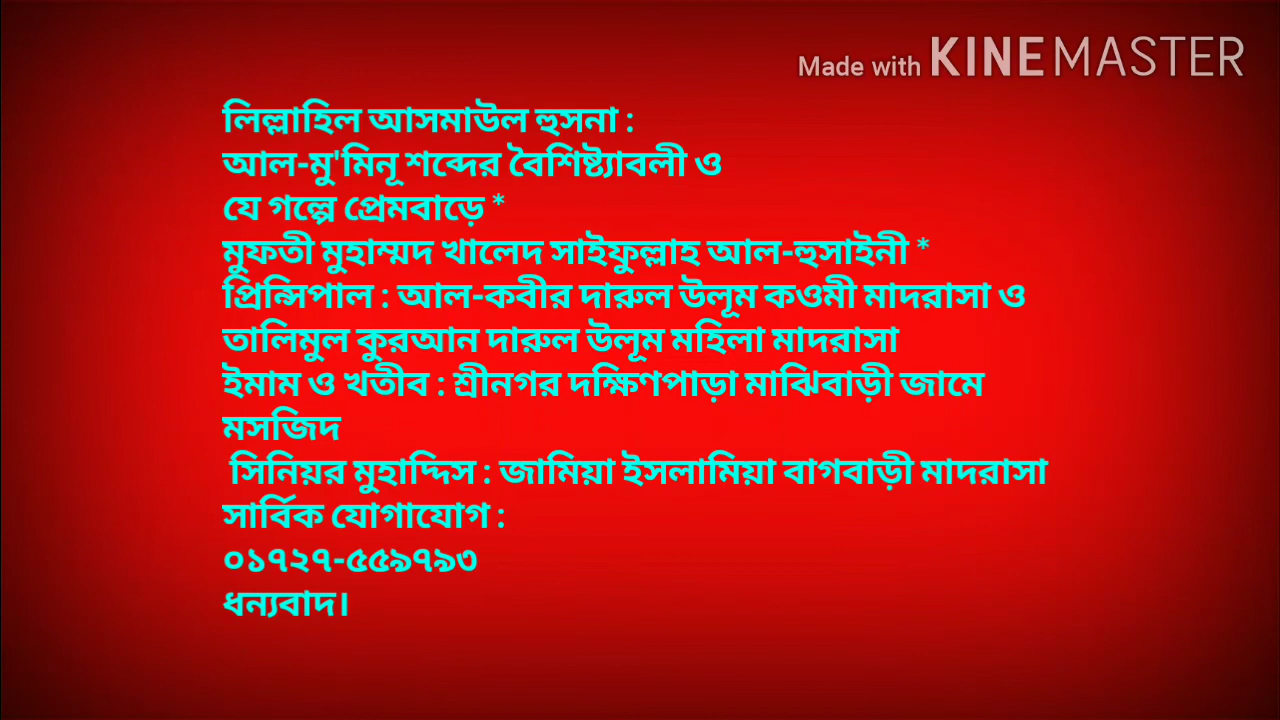 Made with KINEMASTER
লিল্লাহিল আসমাউল হুসনা :
আল-মু'মিনূ শব্দের বৈশিষ্ট্যাবলী ও
যে গল্পে প্রেমবাড়ে *
মুফতী মুহাম্মদ খালেদ সাইফুল্লাহ আল-হুসাইনী *
প্রিন্সিপাল : আল-কবীর দারুল উলূম কওমী মাদরাসা ও
তালিমুল কুরআন দারুল উলূম মহিলা মাদরাসা
ইমাম ও খতীব : শ্রীনগর দক্ষিণপাড়া মাঝিবাড়ী জামে
মসজিদ
সিনিয়র মুহাদ্দিস : জামিয়া ইসলামিয়া বাগবাড়ী মাদরাসা
সার্বিক যোগাযোগ :
০১৭২৭-৫৫৯৭৯৩
ধন্যবাদ।